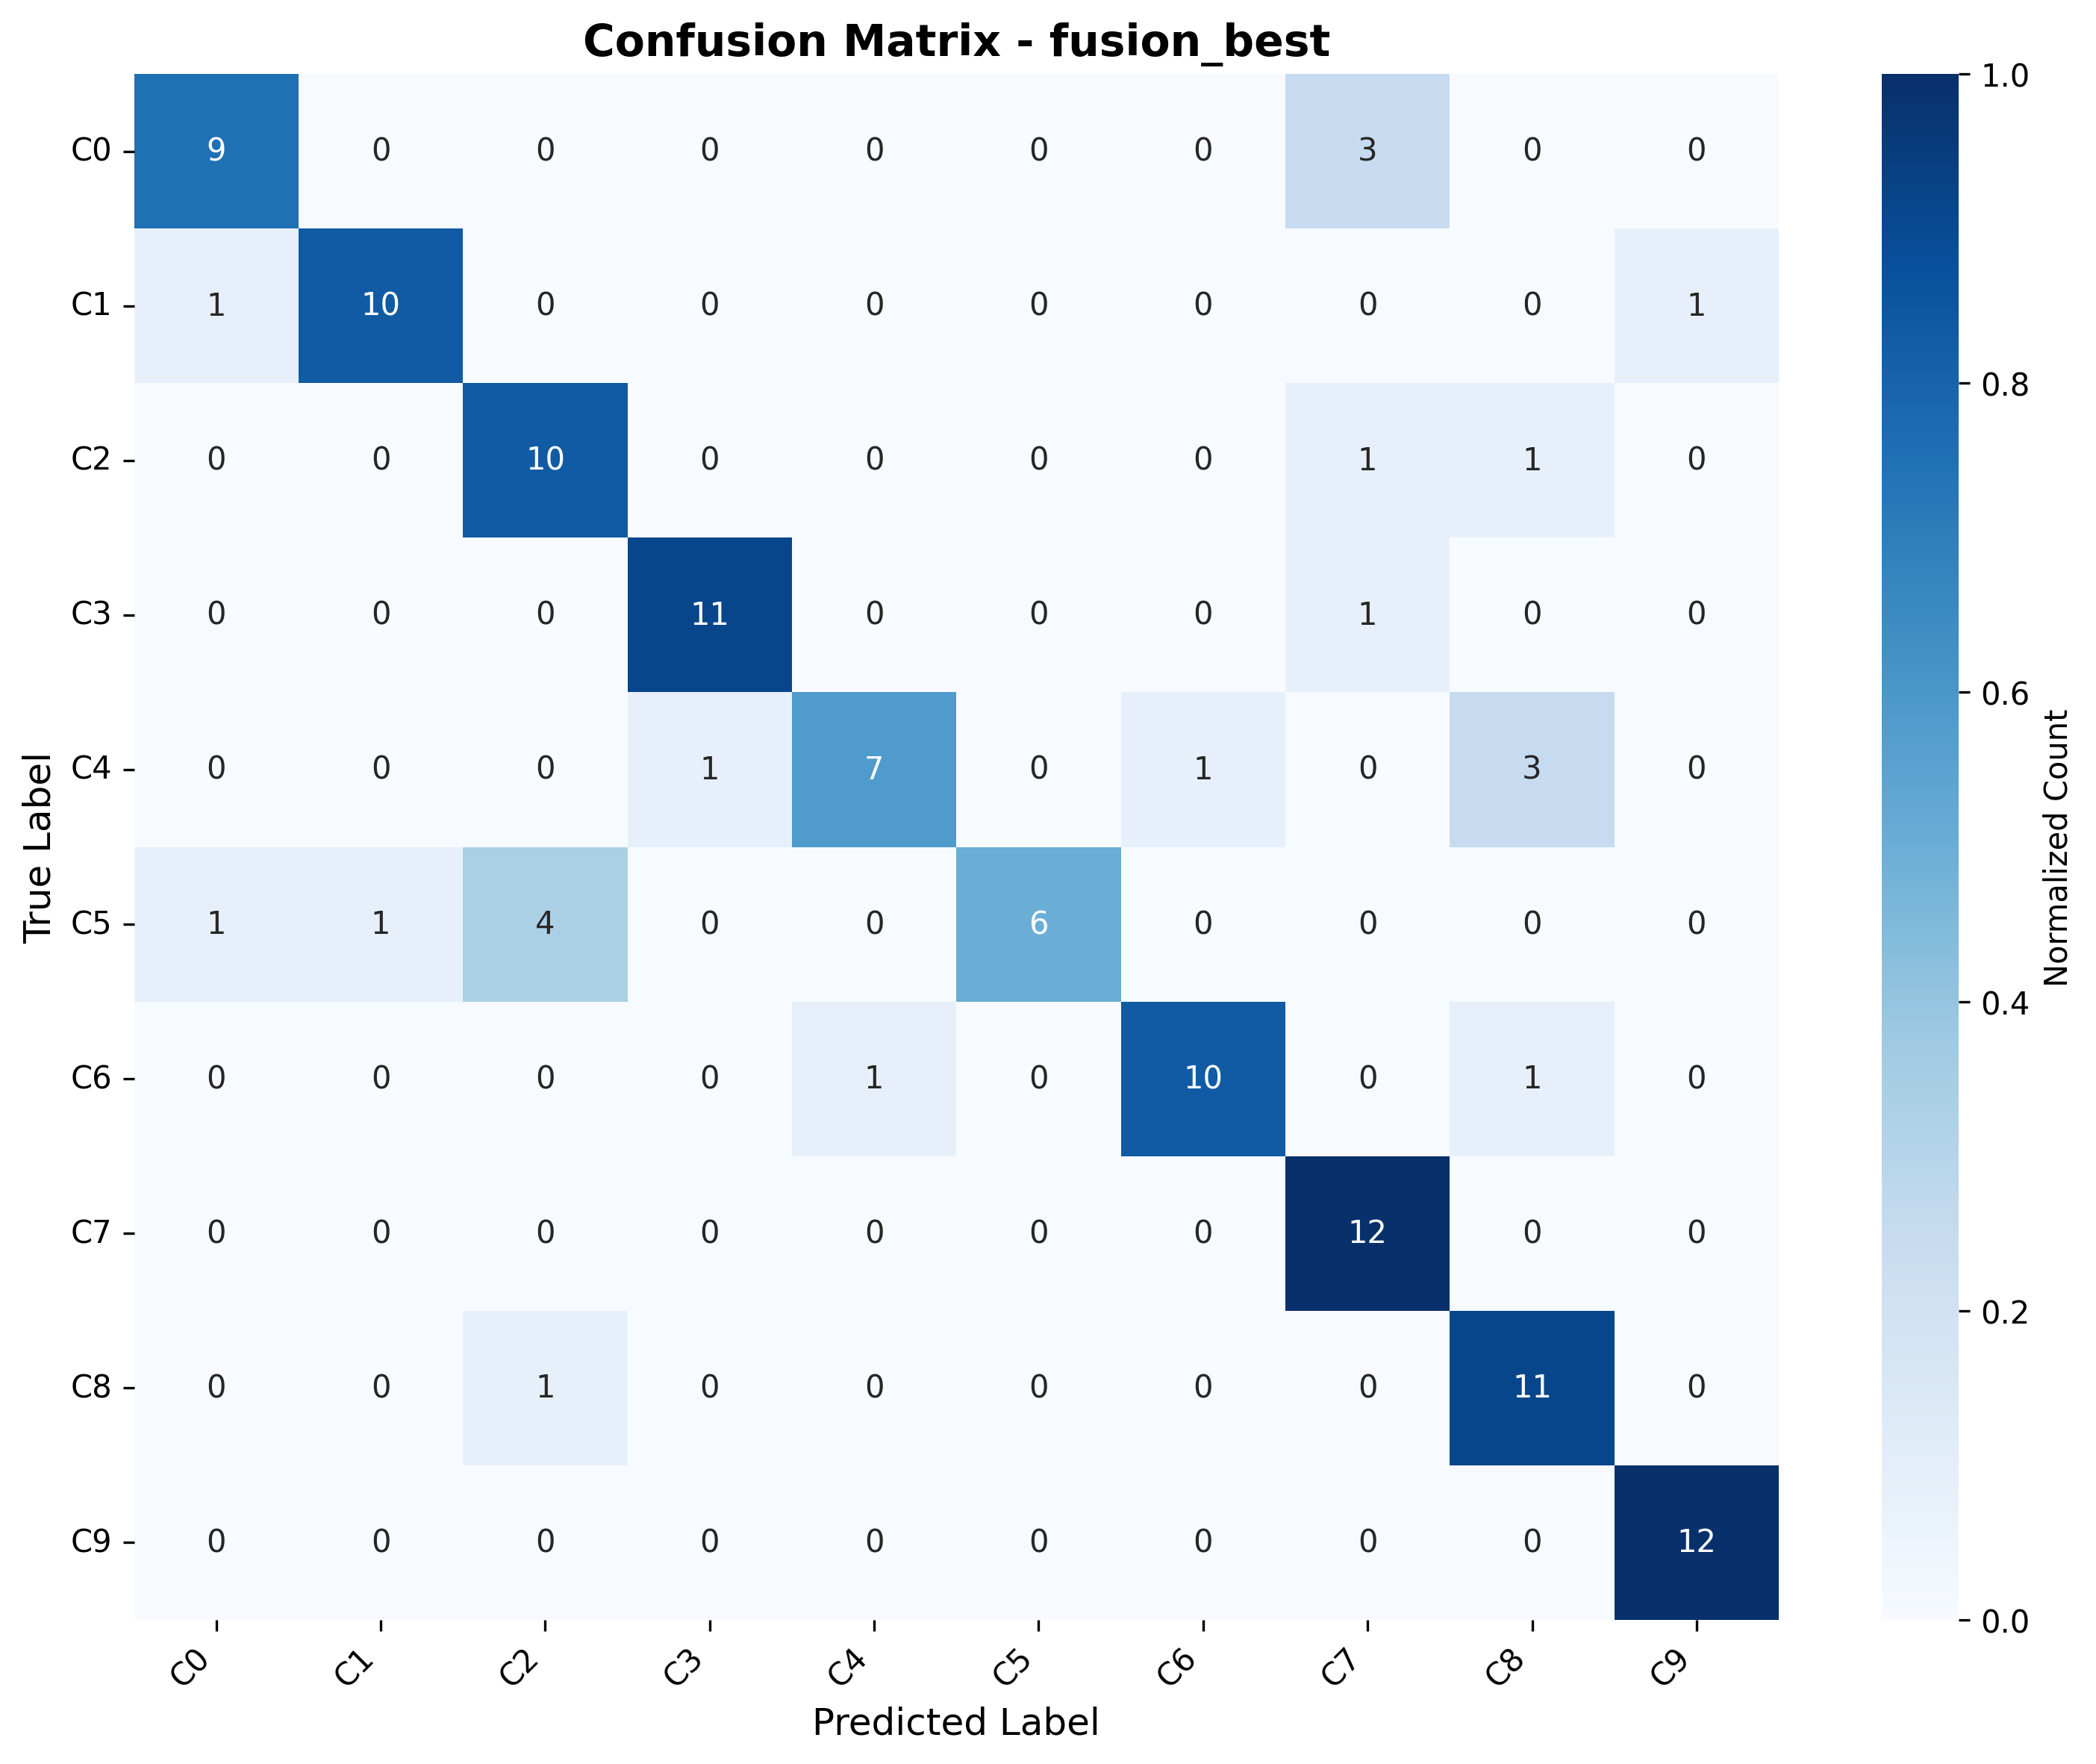 Confusion Matrix - fusion_best
C0 9 0 0 0 0 0 0 3 0 0
C1 1 10 0 0 0 0 0 0 0 1
C2 0 0 10 0 0 0 0 1 1 0
C3 0 0 0 11 0 0 0 1 0 0
C4 0 0 0 1 7 0 1 0 3 0
C5 1 1 4 0 0 6 0 0 0 0
C6 0 0 0 0 1 0 10 0 1 0
C7 0 0 0 0 0 0 0 12 0 0
C8 0 0 1 0 0 0 0 0 11 0
C9 0 0 0 0 0 0 0 0 0 12
C0 C1 C2 C3 C4 C5 C6 C7 C8 C9
Predicted Label
True Label
1.0
0.8
0.6
0.4
0.2
0.0
Normalized Count